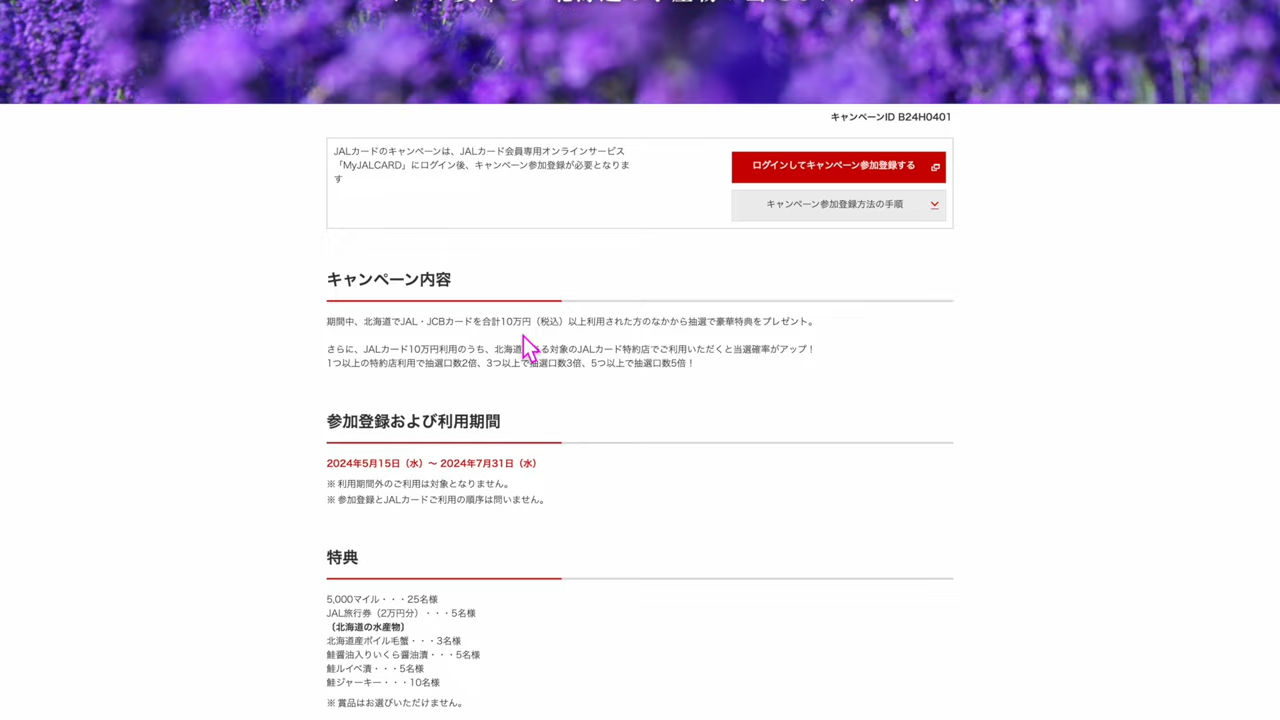 キャンペーンID B24H0401
JALカードのキャンペーンは、JALカード会員専用オンラインサービス
「MyJALCARD」にログイン後、キャンペーン参加登録が必要となりま
す
ログインしてキャンペーン参加登録する
キャンペーン参加登録方法の手順
キャンペーン内容
期間中、北海道でJAL・JCBカードを合計10万円（税込）以上利用された方のなかから抽選で豪華特典をプレゼント。
さらに、JALカード10万円利用のうち、北海道
る対象のJALカード特約店でご利用いただくと当選確率がアップ！
1つ以上の特約店利用で抽選口数2倍、3つ以上で抽選口数3倍、5つ以上で抽選口数5倍！
参加登録および利用期間
2024年5月15日（水）～ 2024年7月31日（水）
※ 利用期間外のご利用は対象となりません。
※ 参加登録とJALカードご利用の順序は問いません。
特典
5,000マイル・・・25名様
JAL旅行券（2万円分）・・・5名様
〔北海道の水産物〕
北海道産ボイル毛蟹・・・3名様
鮭醤油入りいくら醤油漬・・・5名様
鮭ルイベ漬・・・5名様
鮭ジャーキー・・・10名様
※ 賞品はお選びいただけません。